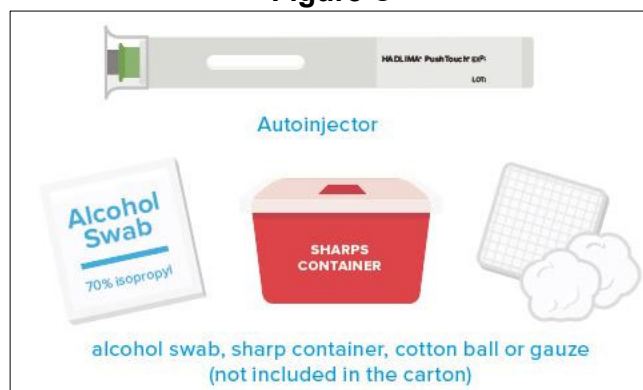 HADLIMA® PushTouch® EXP:
LOT:
Autoinjector
Alcohol
Swab
70% isopropyl
SHARPS
CONTAINER
alcohol swab, sharp container, cotton ball or gauze
(not included in the carton)